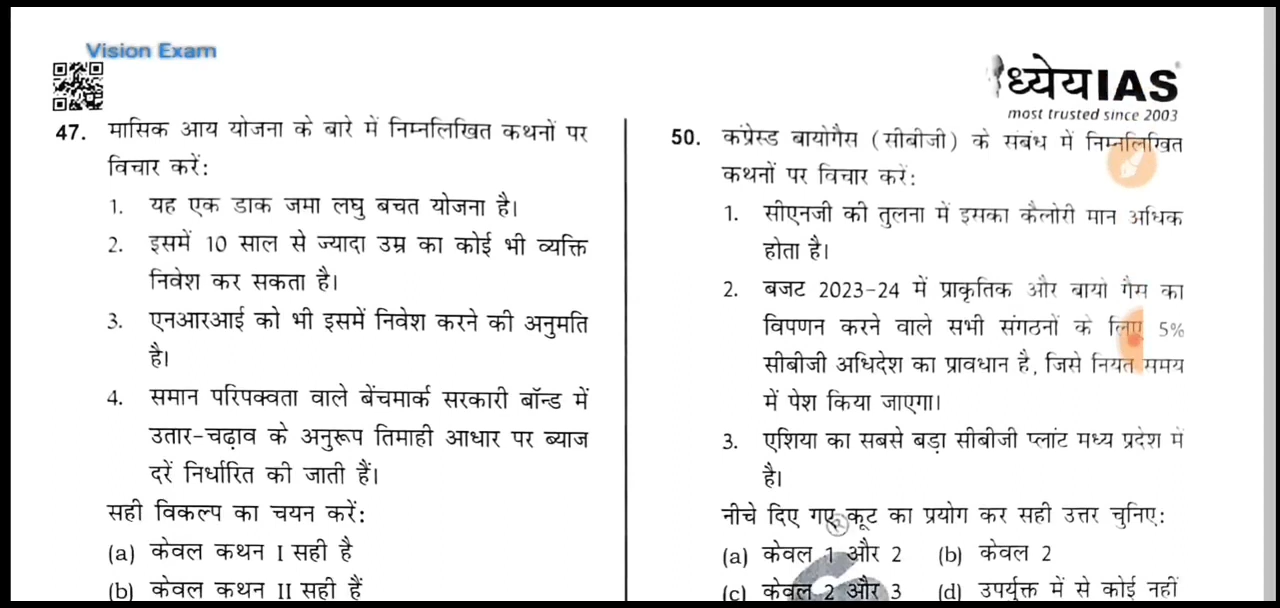 Vision Exam
ध्येय IAS
most trusted since 2003
47. मासिक आय योजना के बारे में निम्नलिखित कथनों पर
विचार करें:
1. यह एक डाक जमा लघु बचत योजना है।
2. इसमें 10 साल से ज्यादा उम्र का कोई भी व्यक्ति
निवेश कर सकता है।
3. एनआरआई को भी इसमें निवेश करने की अनुमति
है।
4. समान परिपक्वता वाले बेंचमार्क सरकारी बॉन्ड में
उतार-चढ़ाव के अनुरूप तिमाही आधार पर ब्याज
दरें निर्धारित की जाती हैं।
सही विकल्प का चयन करें:
(a) केवल कथन I सही है
(b) केवल कथन II सही हैं
50. कंप्रेस्ड बायोगैस (सीबीजी) के संबंध में निम्नलिखित
कथनों पर विचार करें:
1. सीएनजी की तुलना में इसका कैलोरी मान अधिक
होता है।
2. बजट 2023-24 में प्राकृतिक और बायो गैस का
विपणन करने वाले सभी संगठनों के लिए 5%
सीबीजी अधिदेश का प्रावधान है, जिसे नियत समय
में पेश किया जाएगा।
3. एशिया का सबसे बड़ा सीबीजी प्लांट मध्य प्रदेश में
है।
नीचे दिए गए कूट का प्रयोग कर सही उत्तर चुनिए:
(a) केवल 1 और 2 (b) केवल 2
(c) केवल 2 और 3 (d) उपर्युक्त में से कोई नहीं